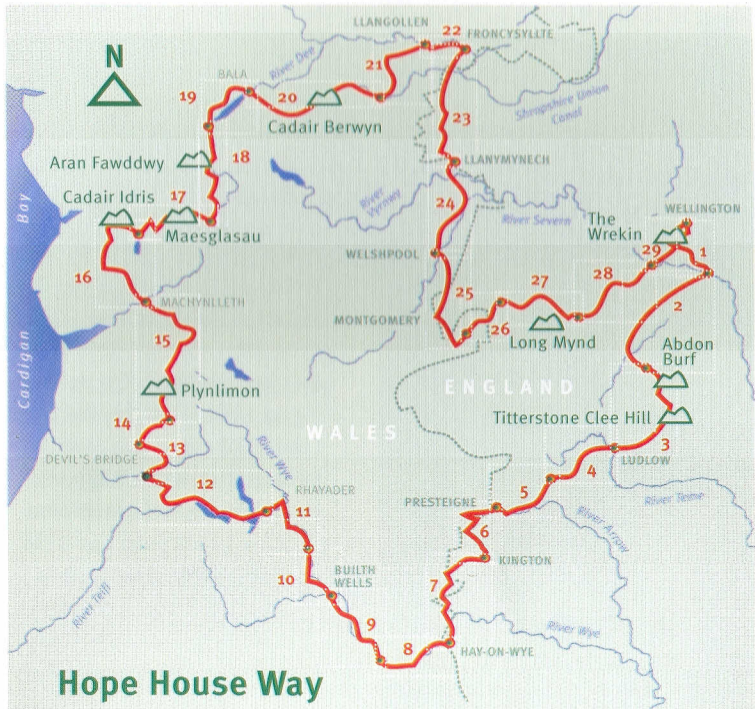 LLANGOLLEN
22
FRONCYSYLLTE
N
BALA
River Dee
21
19
20
Cadair Berwyn
Shropshire Union
Canal
23
Aran Fawddwy
18
LLANYMYNECH
Cadair Idris
17
Maesglasau
River
Vyrnwy
24
River Severn
WELLINGTON
The
Wrekin
Bay
WELSHPOOL
29
1
16
27
28
2
MACHYNLLETH
25
MONTGOMERY
26
Long Mynd
15
Abdon
Burf
Cardigan
Plynlimon
ENGLAND
Titterstone Clee Hill
14
WALES
3
13
River Wye
LUDLOW
DEVIL'S BRIDGE
4
12
RHAYADER
5
River Teme
PRESTEIGNE
11
6
River Arrow
KINGTON
BUILTH
WELLS
10
7
River Teifi
9
8
River Wye
HAY-ON-WYE
Hope House Way